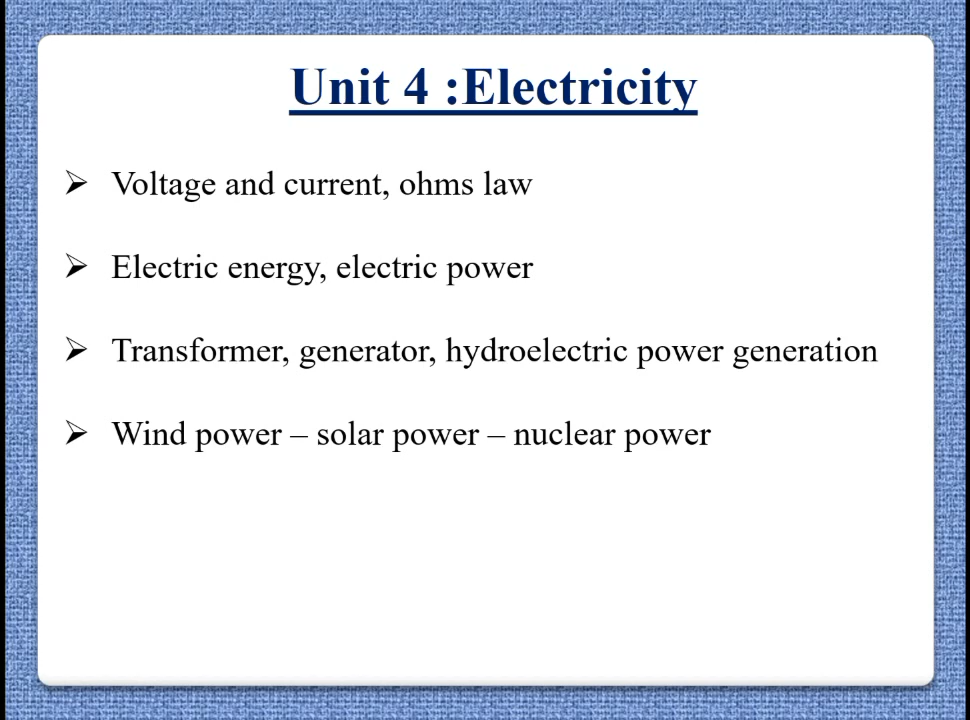 Unit 4 :Electricity
➢ Voltage and current, ohms law
➢ Electric energy, electric power
➢ Transformer, generator, hydroelectric power generation
➢ Wind power – solar power – nuclear power